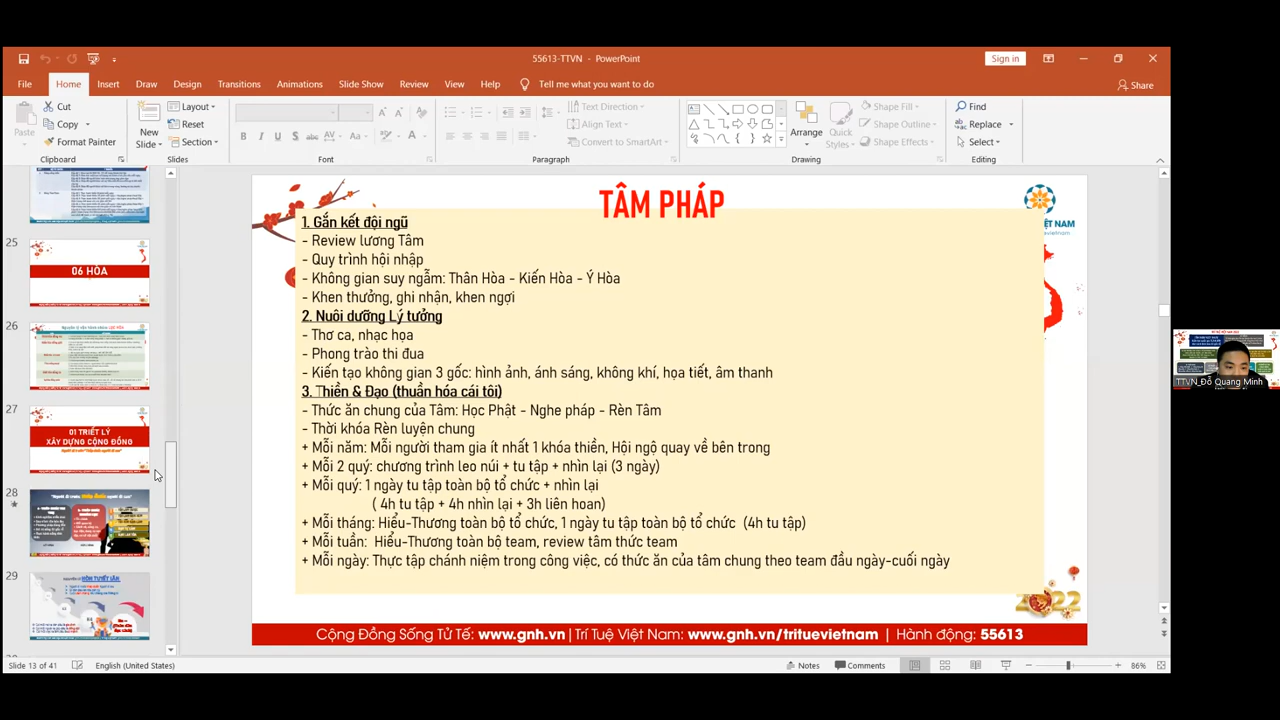 55613-TTVN - PowerPoint
Sign in
File Home Insert Draw Design Transitions Animations Slide Show Review View Help Tell me what you want to do
Share
Paste
Cut
Copy
Format Painter
Clipboard
New Slide
Layout
Reset
Section
Slides
Font
Text Direction
Align Text
Convert to SmartArt
Paragraph
Arrange
Quick Styles
Shape Fill
Shape Outline
Shape Effects
Drawing
Find
Replace
Select
Editing
25
06 HÒA
26
27
01 TRIẾT LÝ
XÂY DỰNG CỘNG ĐỒNG
28
29
HÒN TUYẾT LĂN
TÂM PHÁP
VIỆT NAM
1. Gắn kết đội ngũ
- Review lương Tâm
- Quy trình hội nhập
- Không gian suy ngẫm: Thân Hòa - Kiến Hòa - Ý Hòa
- Khen thưởng, ghi nhận, khen ngợi
2. Nuôi dưỡng Lý tưởng
- Thơ ca, nhạc họa
- Phong trào thi đua
- Kiến tạo không gian 3 gốc: hình ảnh, ánh sáng, không khí, họa tiết, âm thanh
3. Thiền & Đạo (thuần hóa cái tôi)
- Thức ăn chung của Tâm: Học Phật - Nghe pháp - Rèn Tâm
- Thời khóa Rèn luyện chung
+ Mỗi năm: Mỗi người tham gia ít nhất 1 khóa thiền, Hội ngộ quay về bên trong
+ Mỗi 2 quý: chương trình leo núi + tu tập + nhìn lại (3 ngày)
+ Mỗi quý: 1 ngày tu tập toàn bộ tổ chức + nhìn lại
( 4h tu tập + 4h nhìn lại + 3h liên hoan)
+ Mỗi tháng: Hiểu-Thương toàn bộ tổ chức, 1 ngày tu tập toàn bộ tổ chức (4h tu tập)
+ Mỗi tuần: Hiểu-Thương toàn bộ team, review tâm thức team
+ Mỗi ngày: Thực tập chánh niệm trong công việc, có thức ăn của tâm chung theo team đầu ngày-cuối ngày
2022
Cộng Đồng Sống Tử Tế: www.gnh.vn | Trí Tuệ Việt Nam: www.gnh.vn/trituevietnam | Hành động: 55613
TTVN_Đỗ Quang Minh
Slide 13 of 41
English (United States)
Notes
Comments
86%